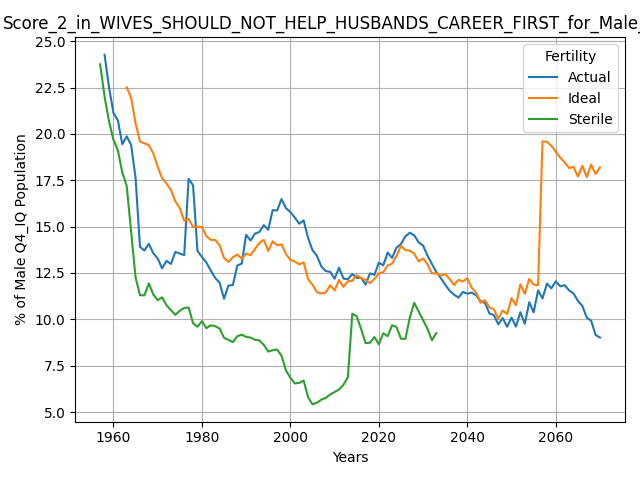 Score_2_in_WIVES_SHOULD_NOT_HELP_HUSBANDS_CAREER_FIRST_for_Male_
25.0
22.5
20.0
17.5
15.0
12.5
10.0
7.5
5.0
% of Male Q4_IQ Population
Fertility
Actual
Ideal
Sterile
1960 1980 2000 2020 2040 2060
Years